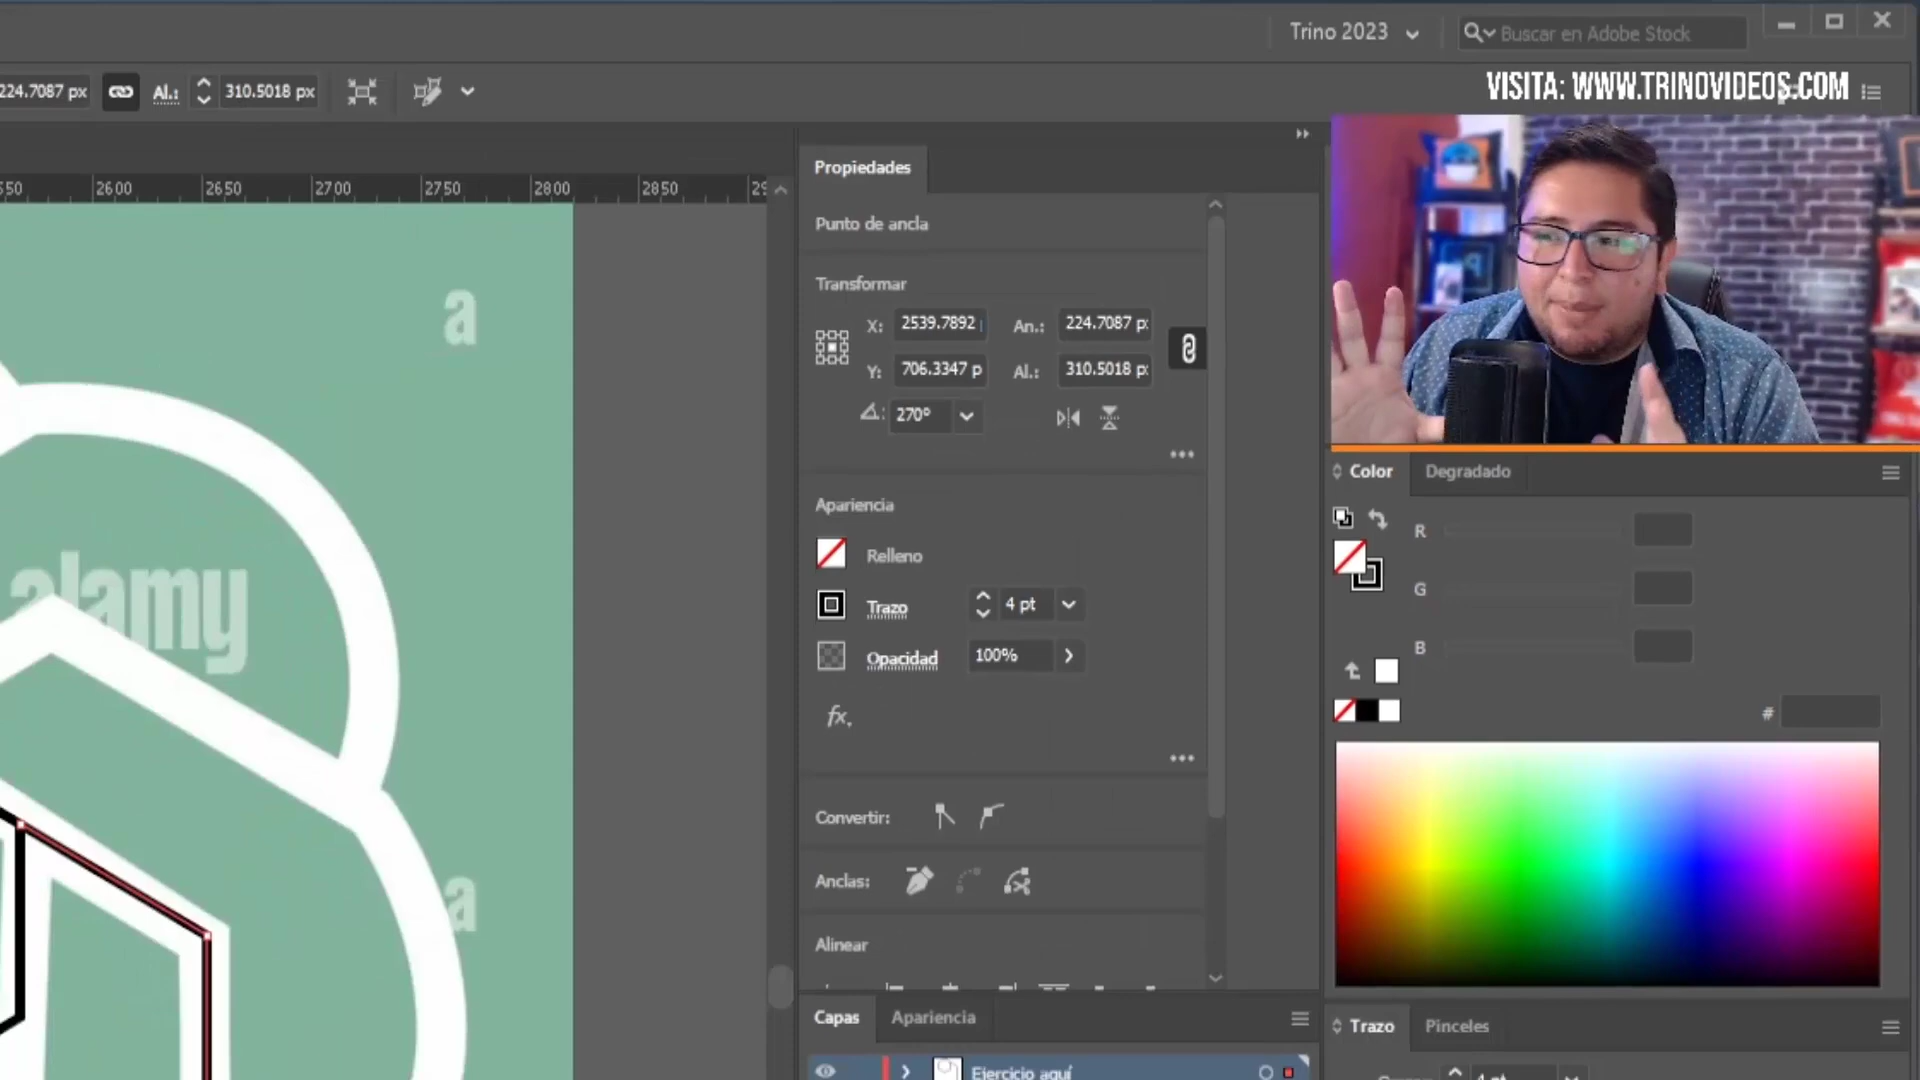 Trino 2023
Buscar en Adobe Stock
224.7087 px
Al.:
310.5018 px
VISITA: WWW.TRINOVIDEOS.COM
Propiedades
2600
2650
2700
2750
2800
2850
Punto de ancla
Transformar
X:
2539.7892
An.:
224.7087 p
Y:
706.3347 p
Al.:
310.5018 p
270°
Apariencia
Relleno
Trazo
4 pt
Opacidad
100%
fx.
Convertir:
Anclas:
Alinear
Capas
Apariencia
Ejercicio aquí
Color
Degradado
R
G
B
#
Trazo
Pinceles
a
alamy
a